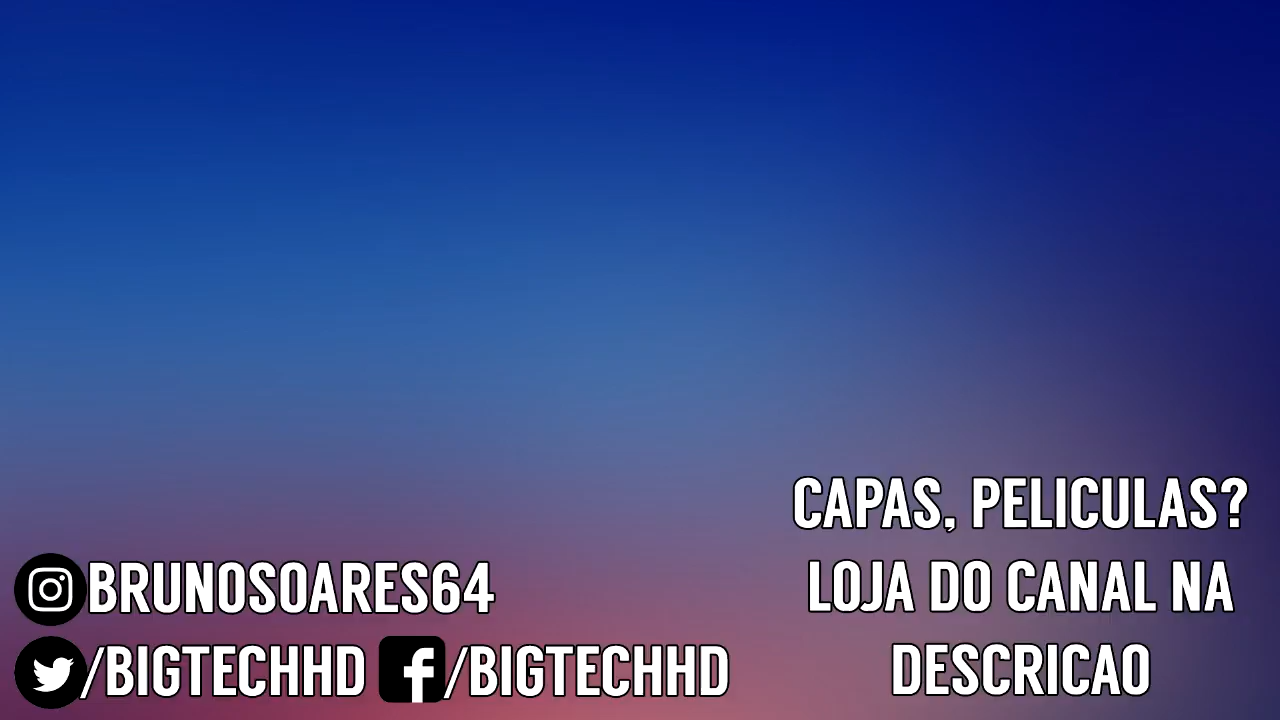 CAPAS, PELICULAS?
LOJA DO CANAL NA
DESCRICAO
BRUNOSOARES64
/BIGTECHHD /BIGTECHHD